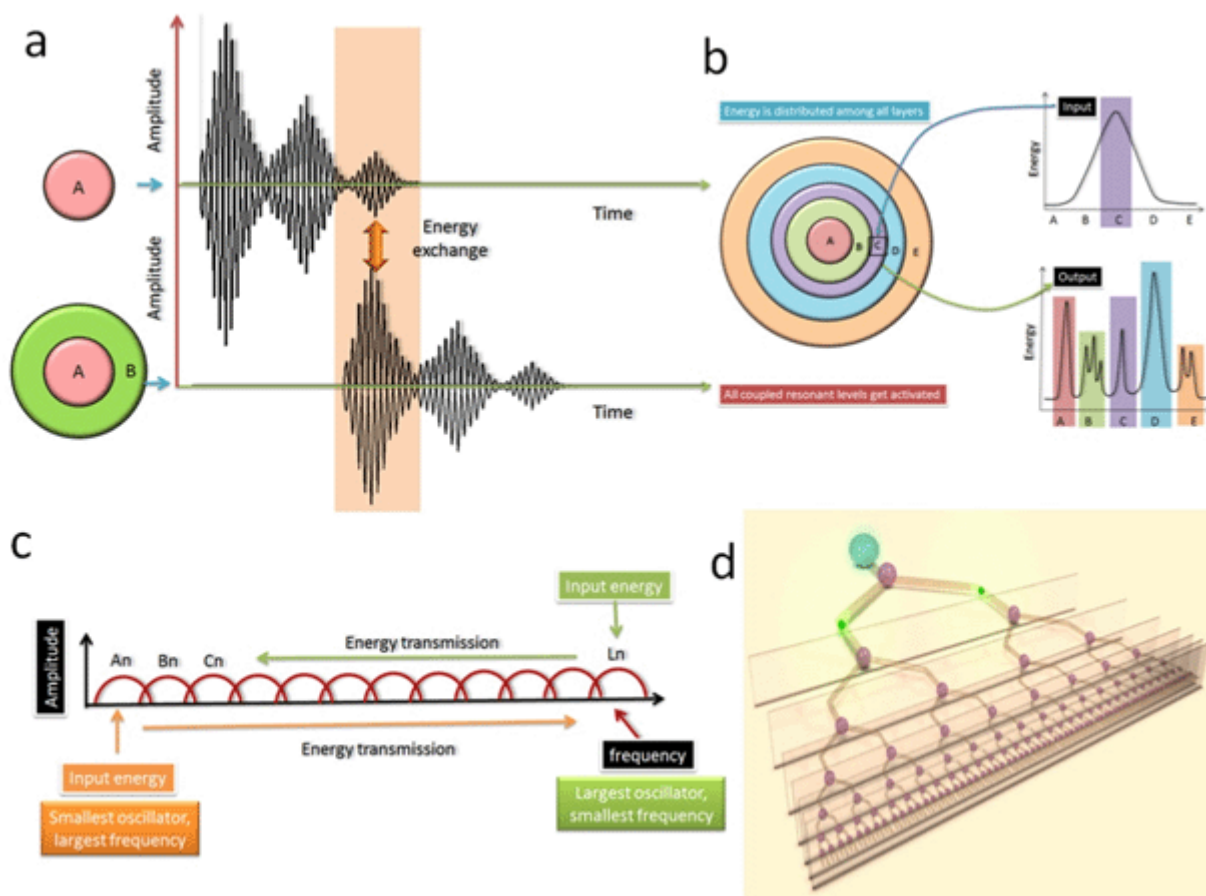 a
Amplitude
A
Time
Energy
exchange
Amplitude
A
B
Time
b
Energy is distributed among all layers
A
B
C
D
E
Input
Energy
A B C D E
All coupled resonant levels get activated
Output
Energy
A B C D E
c
Input energy
Energy transmission
Amplitude
An Bn Cn
Ln
Energy transmission
frequency
Input energy
Smallest oscillator,
largest frequency
Largest oscillator,
smallest frequency
d